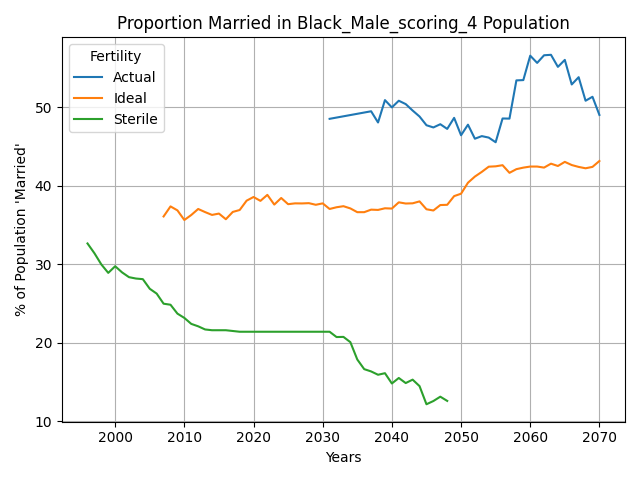 Proportion Married in Black_Male_scoring_4 Population
Fertility
Actual
Ideal
Sterile
% of Population 'Married'
50
40
30
20
10
2000 2010 2020 2030 2040 2050 2060 2070
Years